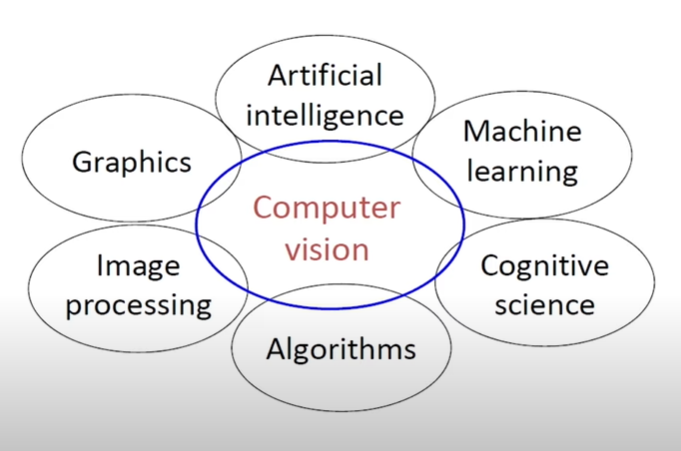 Artificial
intelligence
Machine
learning
Graphics
Computer
vision
Image
processing
Cognitive
science
Algorithms